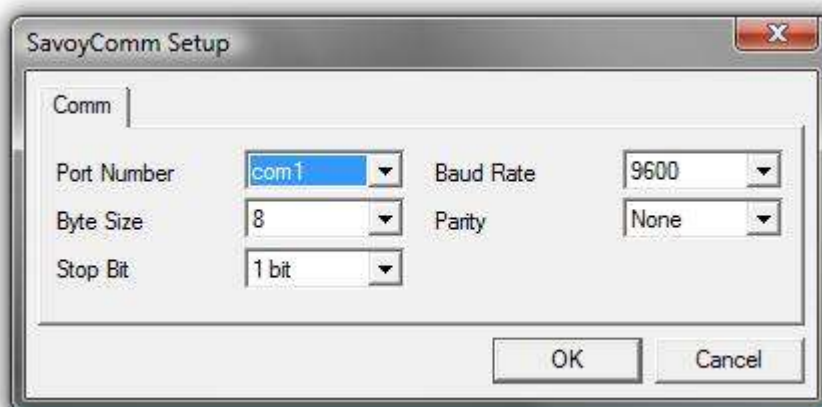 SavoyComm Setup
Comm
Port Number com1 Baud Rate 9600
Byte Size 8 Parity None
Stop Bit 1 bit
OK Cancel